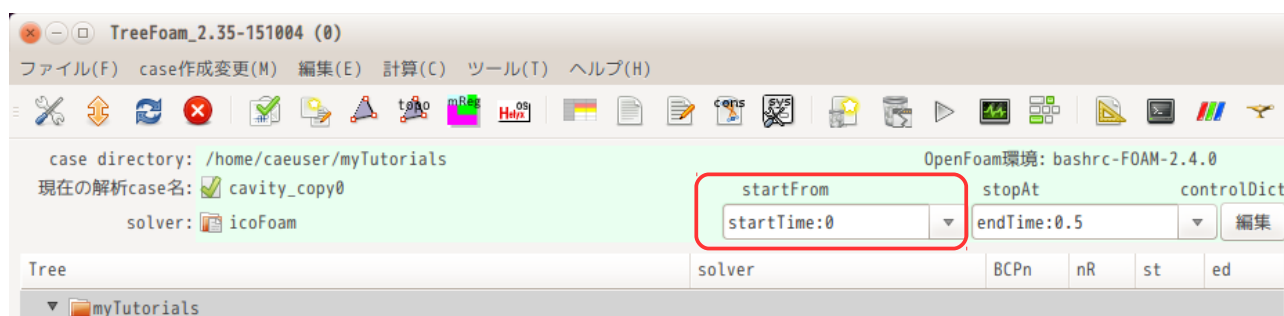 TreeFoam_2.35-151004 (0)
ファイル(F) case作成変更(M) 編集(E) 計算(C) ツール(T) ヘルプ(H)
topo mReg HelyxOS cons sys
case directory: /home/caeuser/myTutorials OpenFoam環境: bashrc-FOAM-2.4.0
現在の解析case名: cavity_copy0 startFrom stopAt controlDict
solver: icoFoam startTime:0 endTime:0.5 編集
Tree solver BCPn nR st ed
myTutorials